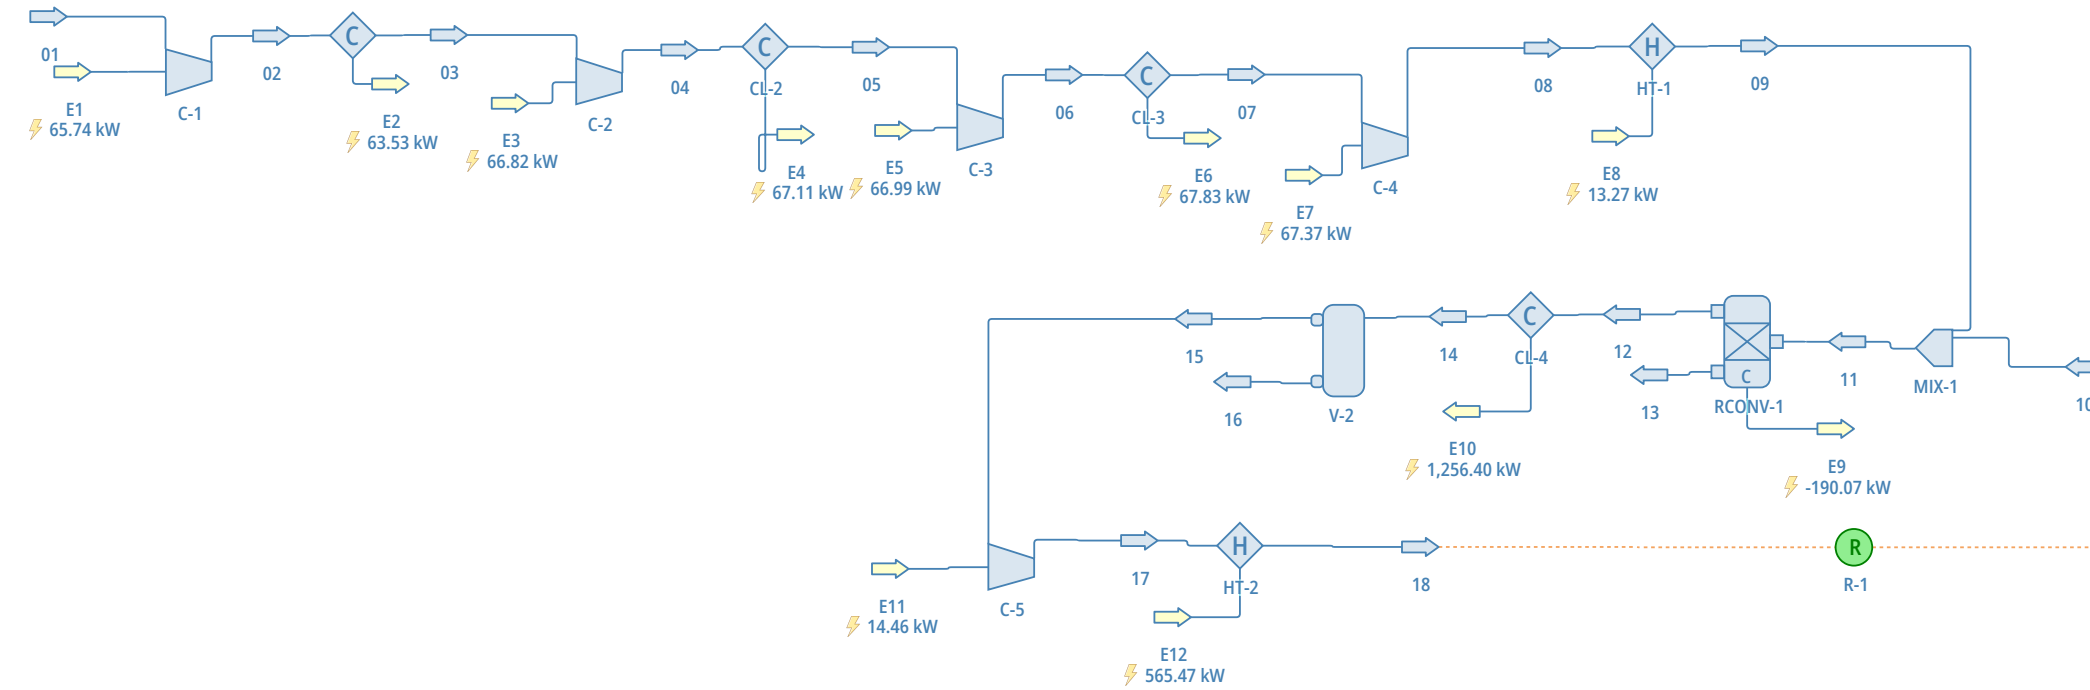 01
E1
65.74 kW
C-1
02
C
E2
63.53 kW
03
E3
66.82 kW
C-2
04
C
CL-2
E4
67.11 kW
05
E5
66.99 kW
C-3
06
C
CL-3
E6
67.83 kW
07
E7
67.37 kW
C-4
08
H
HT-1
E8
13.27 kW
09
15
16
V-2
14
C
CL-4
E10
1,256.40 kW
12
13
C
RCONV-1
E9
-190.07 kW
11
MIX-1
E11
14.46 kW
C-5
17
H
HT-2
E12
565.47 kW
18
R
R-1